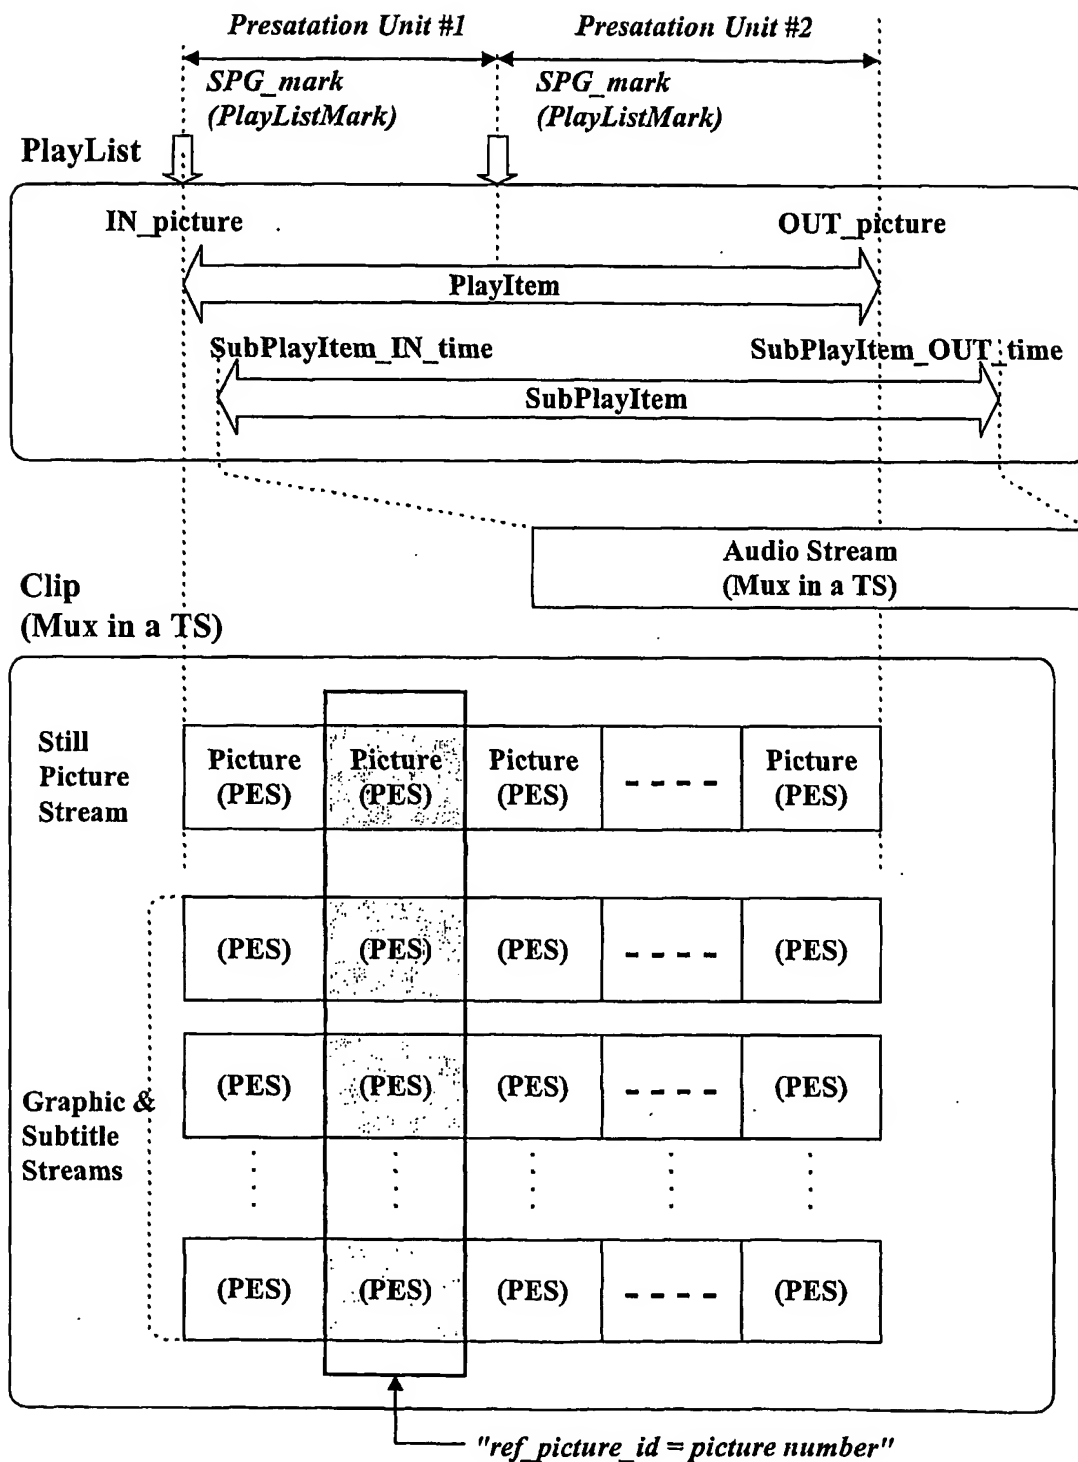 Presatation Unit #1
Presatation Unit #2
SPG_mark
(PlayListMark)
SPG_mark
(PlayListMark)
PlayList
IN_picture
OUT_picture
PlayItem
SubPlayItem_IN_time
SubPlayItem_OUT_time
SubPlayItem
Audio Stream
(Mux in a TS)
Clip
(Mux in a TS)
Still
Picture
Stream
Picture
(PES)
Picture
(PES)
Picture
(PES)
- - - -
Picture
(PES)
(PES)
(PES)
(PES)
- - - -
(PES)
Graphic &
Subtitle
Streams
(PES)
(PES)
(PES)
- - - -
(PES)
(PES)
(PES)
(PES)
- - - -
(PES)
"ref_picture_id = picture number"